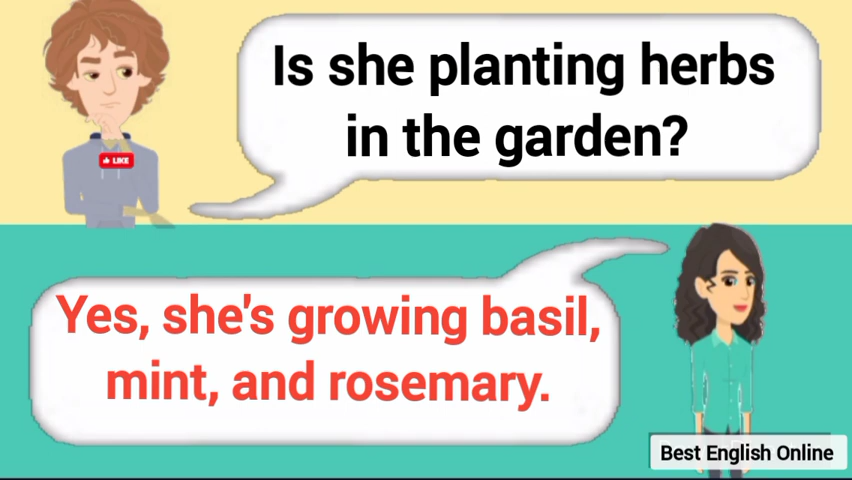 Is she planting herbs
in the garden?
LIKE
Yes, she's growing basil,
mint, and rosemary.
Best English Online